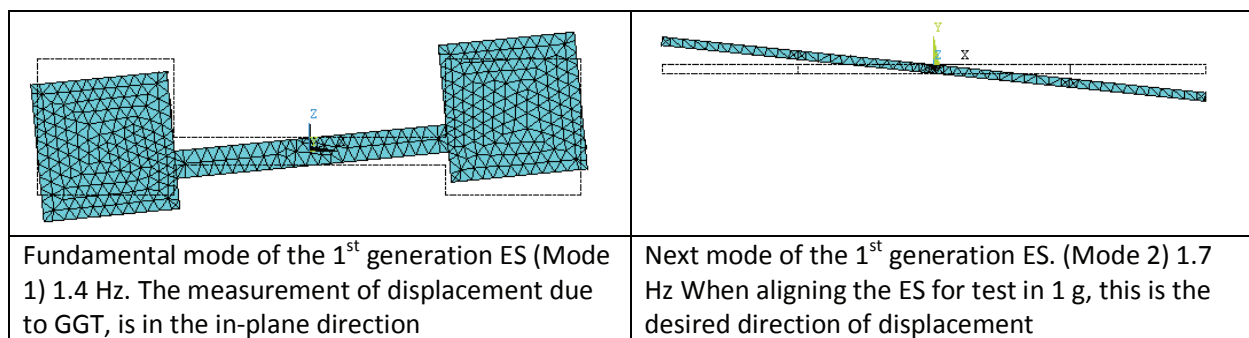 Z
Y
Y
Z
X
Fundamental mode of the 1st generation ES (Mode
1) 1.4 Hz. The measurement of displacement due
to GGT, is in the in-plane direction
Next mode of the 1st generation ES. (Mode 2) 1.7
Hz When aligning the ES for test in 1 g, this is the
desired direction of displacement